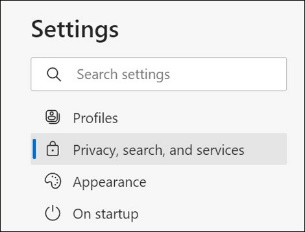 Settings
Search settings
Profiles
Privacy, search, and services
Appearance
On startup